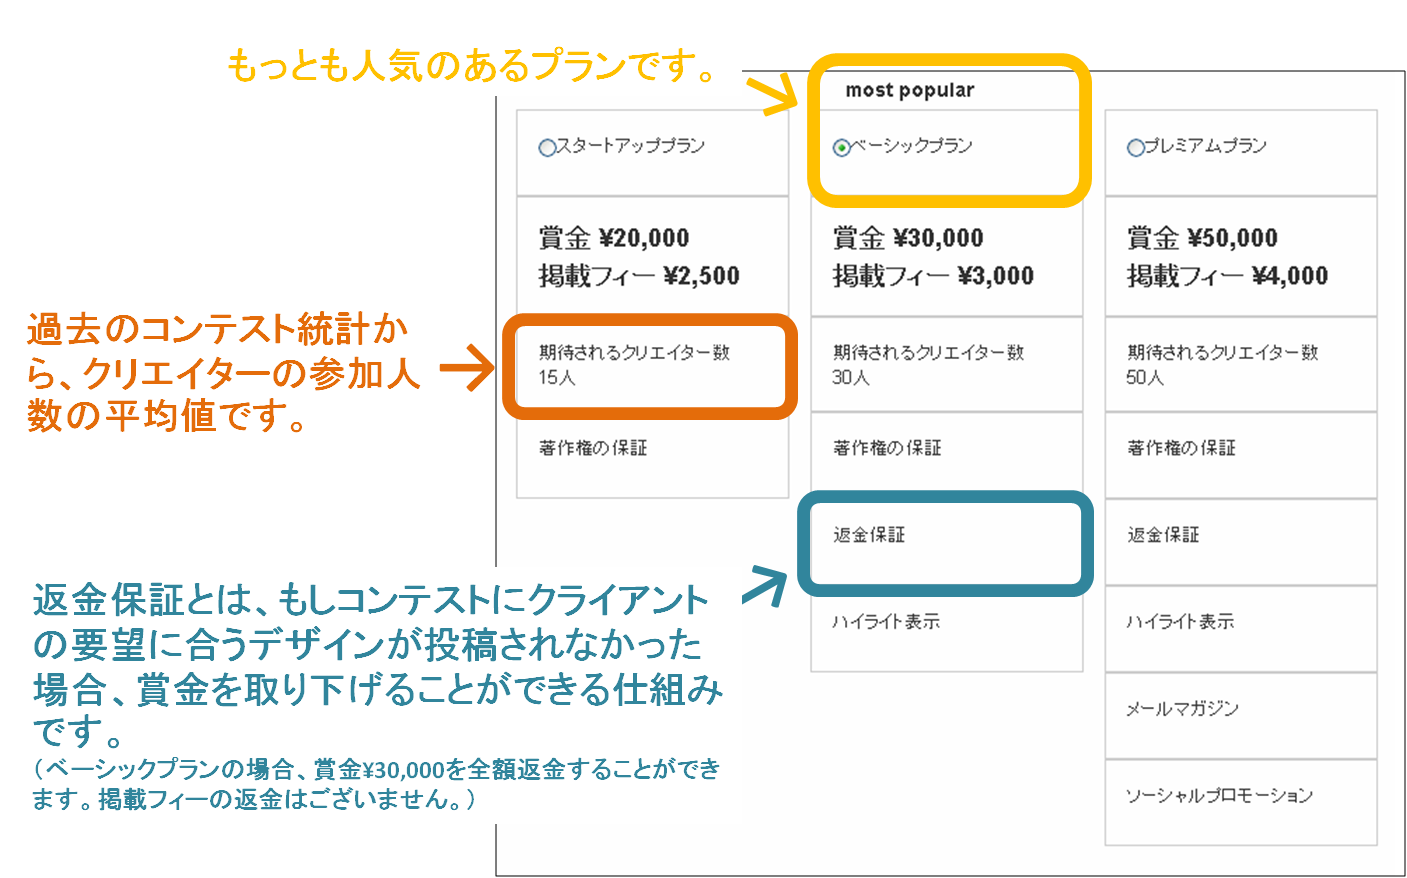 もっとも人気のあるプランです。
most popular
スタートアッププラン
賞金 ¥20,000
掲載フィー ¥2,500
期待されるクリエイター数
15人
著作権の保証
ベーシックプラン
賞金 ¥30,000
掲載フィー ¥3,000
期待されるクリエイター数
30人
著作権の保証
返金保証
ハイライト表示
プレミアムプラン
賞金 ¥50,000
掲載フィー ¥4,000
期待されるクリエイター数
50人
著作権の保証
返金保証
ハイライト表示
メールマガジン
ソーシャルプロモーション
過去のコンテスト統計か
ら、クリエイターの参加人
数の平均値です。
返金保証とは、もしコンテストにクライアント
の要望に合うデザインが投稿されなかった
場合、賞金を取り下げることができる仕組み
です。
（ベーシックプランの場合、賞金¥30,000を全額返金することができ
ます。掲載フィーの返金はございません。）